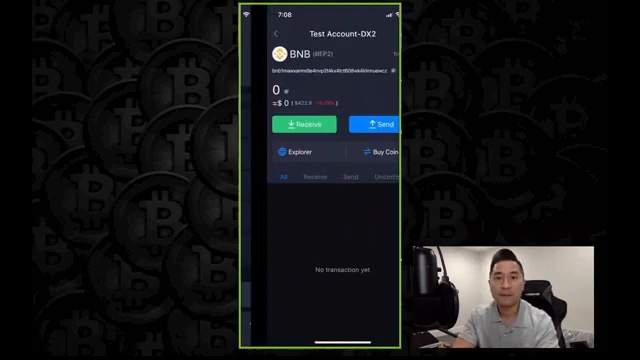 7:08
Test Account-DX2
BNB (BEP2)
0
≈$ 0
Receive
Send
Explorer
Buy Coin
All Receive Send
No transaction yet